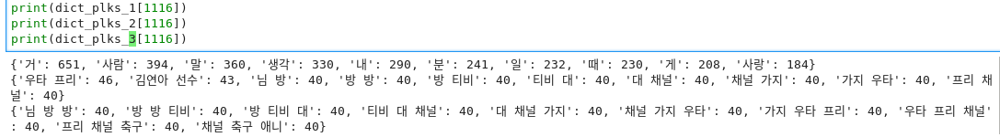 print(dict_plks_1[1116])
print(dict_plks_2[1116])
print(dict_plks_3[1116])
{'거': 651, '사람': 394, '말': 360, '생각': 330, '내': 290, '분': 241, '일': 232, '때': 230, '게': 208, '사랑': 184}
{'우타 프리': 46, '김연아 선수': 43, '님 방': 40, '방 방': 40, '방 티비': 40, '티비 대': 40, '대 채널': 40, '채널 가지': 40, '가지 우타': 40, '프리 채
널': 40}
{'님 방 방': 40, '방 방 티비': 40, '방 티비 대': 40, '티비 대 채널': 40, '대 채널 가지': 40, '채널 가지 우타': 40, '가지 우타 프리': 40, '우타 프리 채널'
: 40, '프리 채널 축구': 40, '채널 축구 애니': 40}